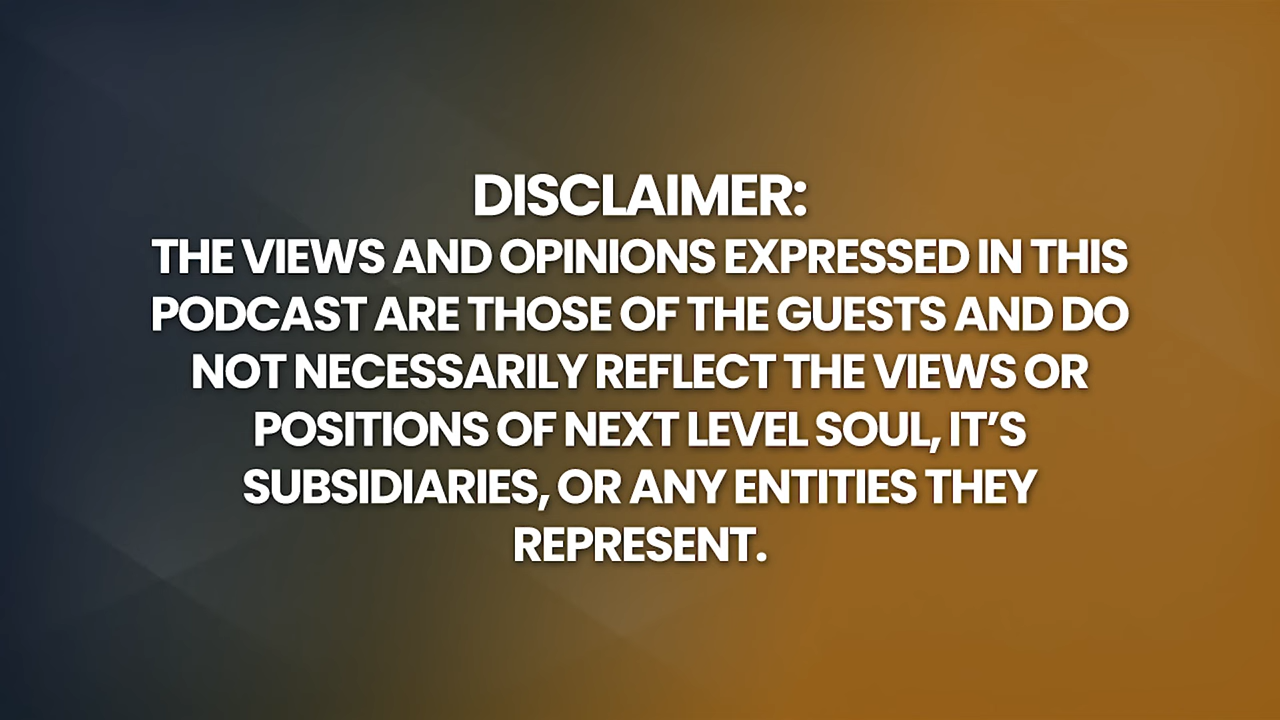 DISCLAIMER:
THE VIEWS AND OPINIONS EXPRESSED IN THIS
PODCAST ARE THOSE OF THE GUESTS AND DO
NOT NECESSARILY REFLECT THE VIEWS OR
POSITIONS OF NEXT LEVEL SOUL, IT’S
SUBSIDIARIES, OR ANY ENTITIES THEY
REPRESENT.